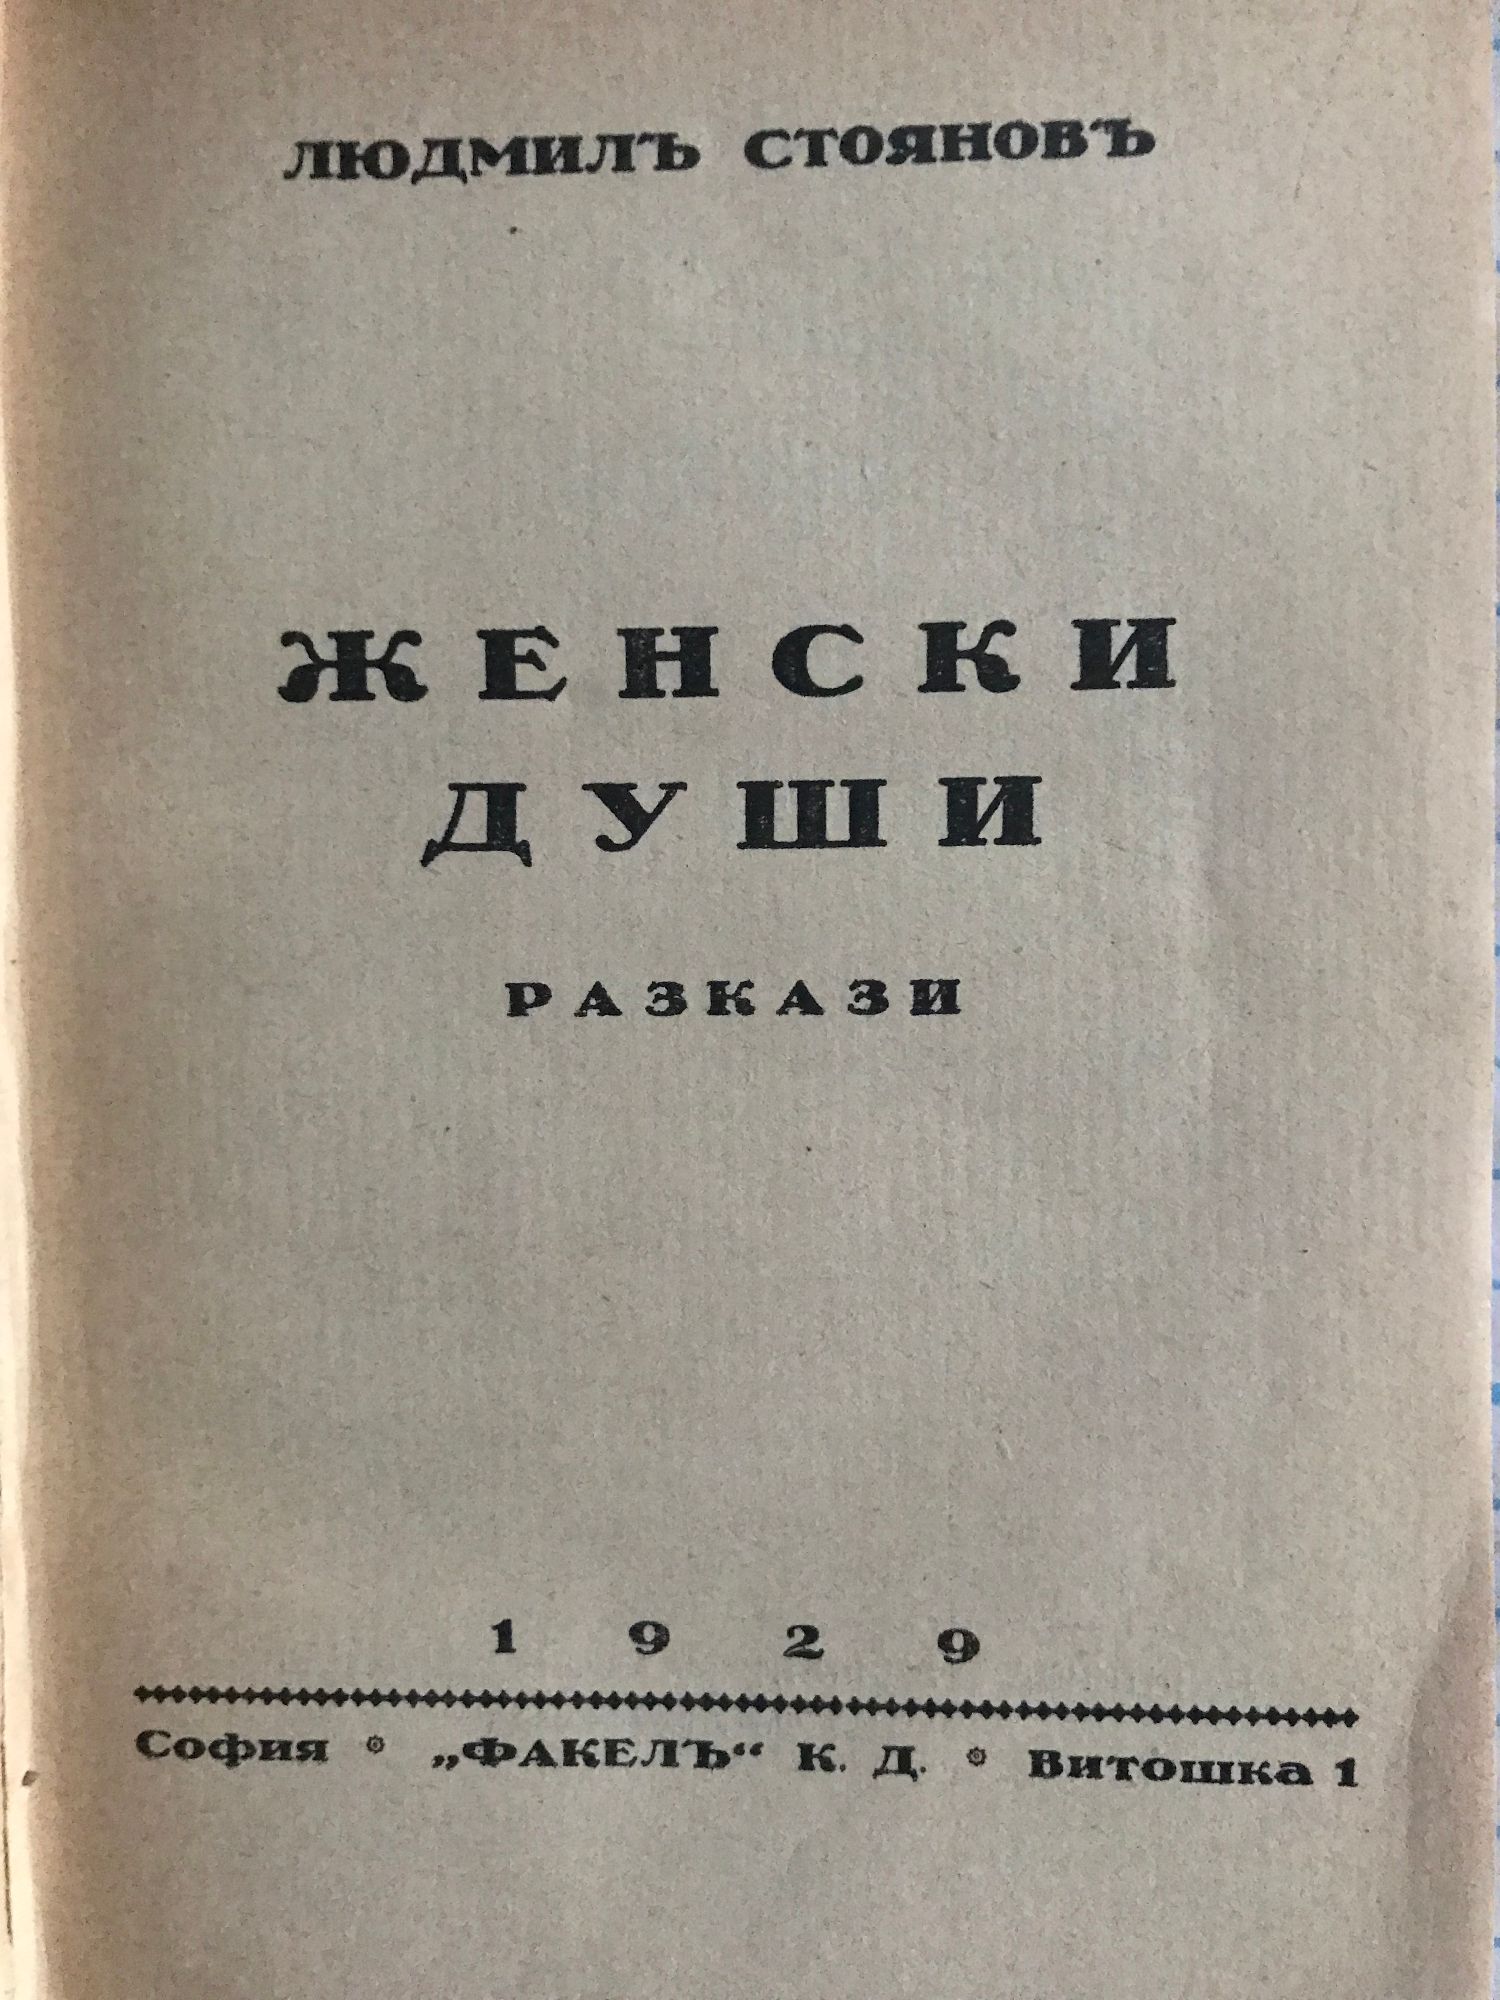 ЛЮДМИЛЪ СТОЯНОВЪ
ЖЕНСКИ
ДУШИ
РАЗКАЗИ
1929
София • „ФАКЕЛЪ“ К. Д. • Витошка 1